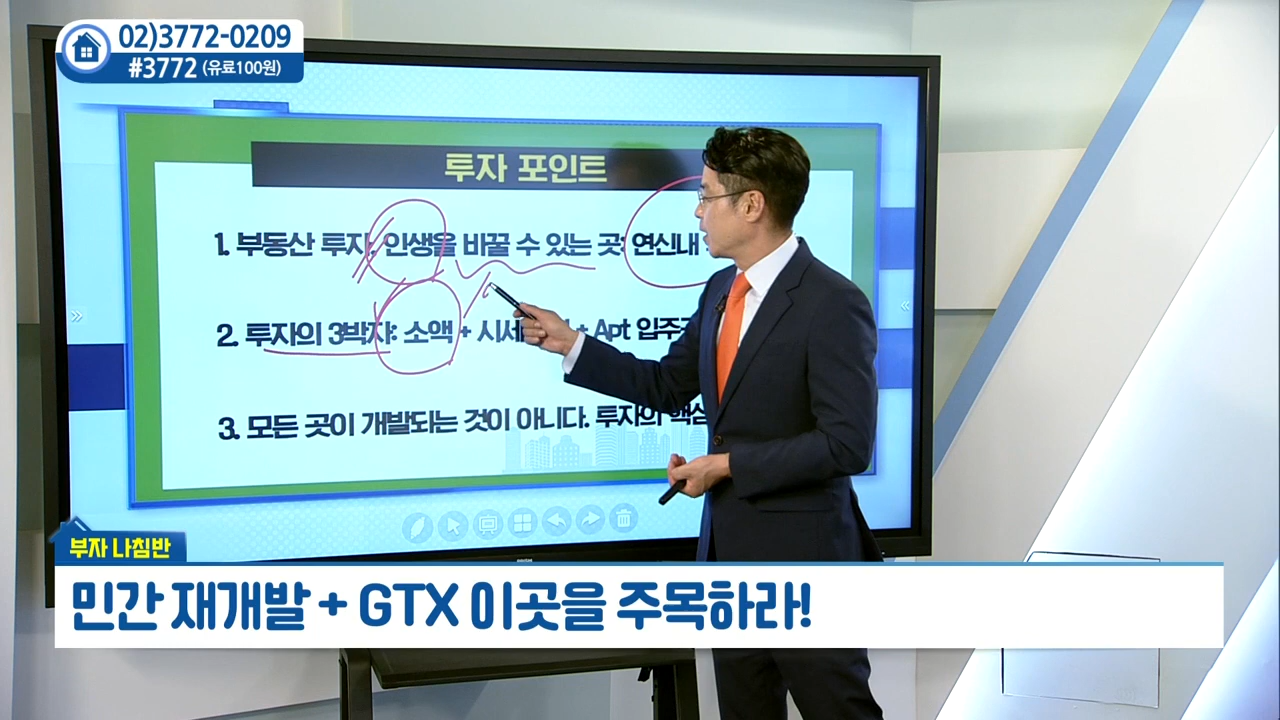 02)3772-0209
#3772 (유료100원)
투자 포인트
1. 부동산 투자, 인생을 바꿀 수 있는 곳: 연신내
2. 투자의 3박자: 소액 + + Apt
3. 모든 곳이 개발되는 것이 아니다. 투자의 핵심
부자 나침반
민간 재개발 + GTX 이곳을 주목하라!